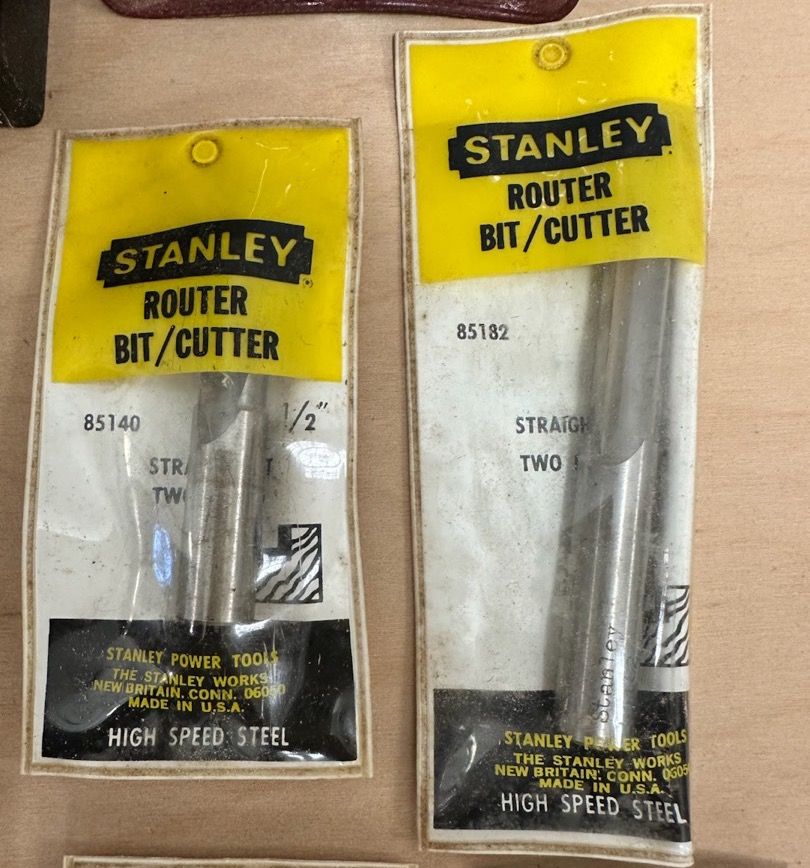 STANLEY
ROUTER
BIT/CUTTER
85140
1/2"
STANLEY POWER TOOLS
THE STANLEY WORKS
NEW BRITAIN, CONN. 06050
MADE IN U.S.A.
HIGH SPEED STEEL
STANLEY
ROUTER
BIT/CUTTER
85182
STRAIGH
TWO
Stanley
STANLEY POWER TOOLS
THE STANLEY WORKS
NEW BRITAIN, CONN. 0605
MADE IN U.S.A.
HIGH SPEED STEEL